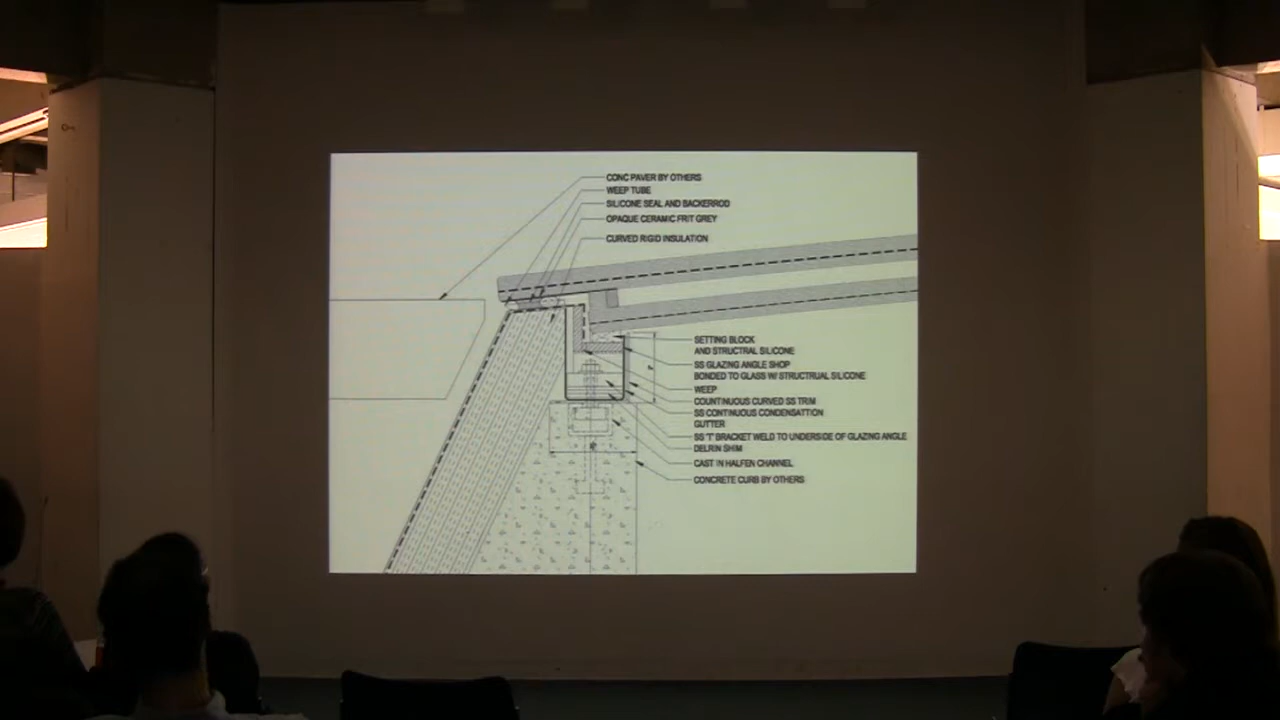 CONC PAVER BY OTHERS
WEEP TUBE
SILICONE SEAL AND BACKERROD
OPAQUE CERAMIC FRIT GREY
CURVED RIGID INSULATION
SETTING BLOCK
AND STRUCTRAL SILICONE
SS GLAZING ANGLE SHOP
BONDED TO GLASS W/ STRUCTRUAL SILICONE
WEEP
COUNTINUOUS CURVED SS TRIM
SS CONTINUOUS CONDENSATTION
GUTTER
SS 'T' BRACKET WELD TO UNDERSIDE OF GLAZING ANGLE
DELRIN SHIM
CAST IN HALFEN CHANNEL
CONCRETE CURB BY OTHERS